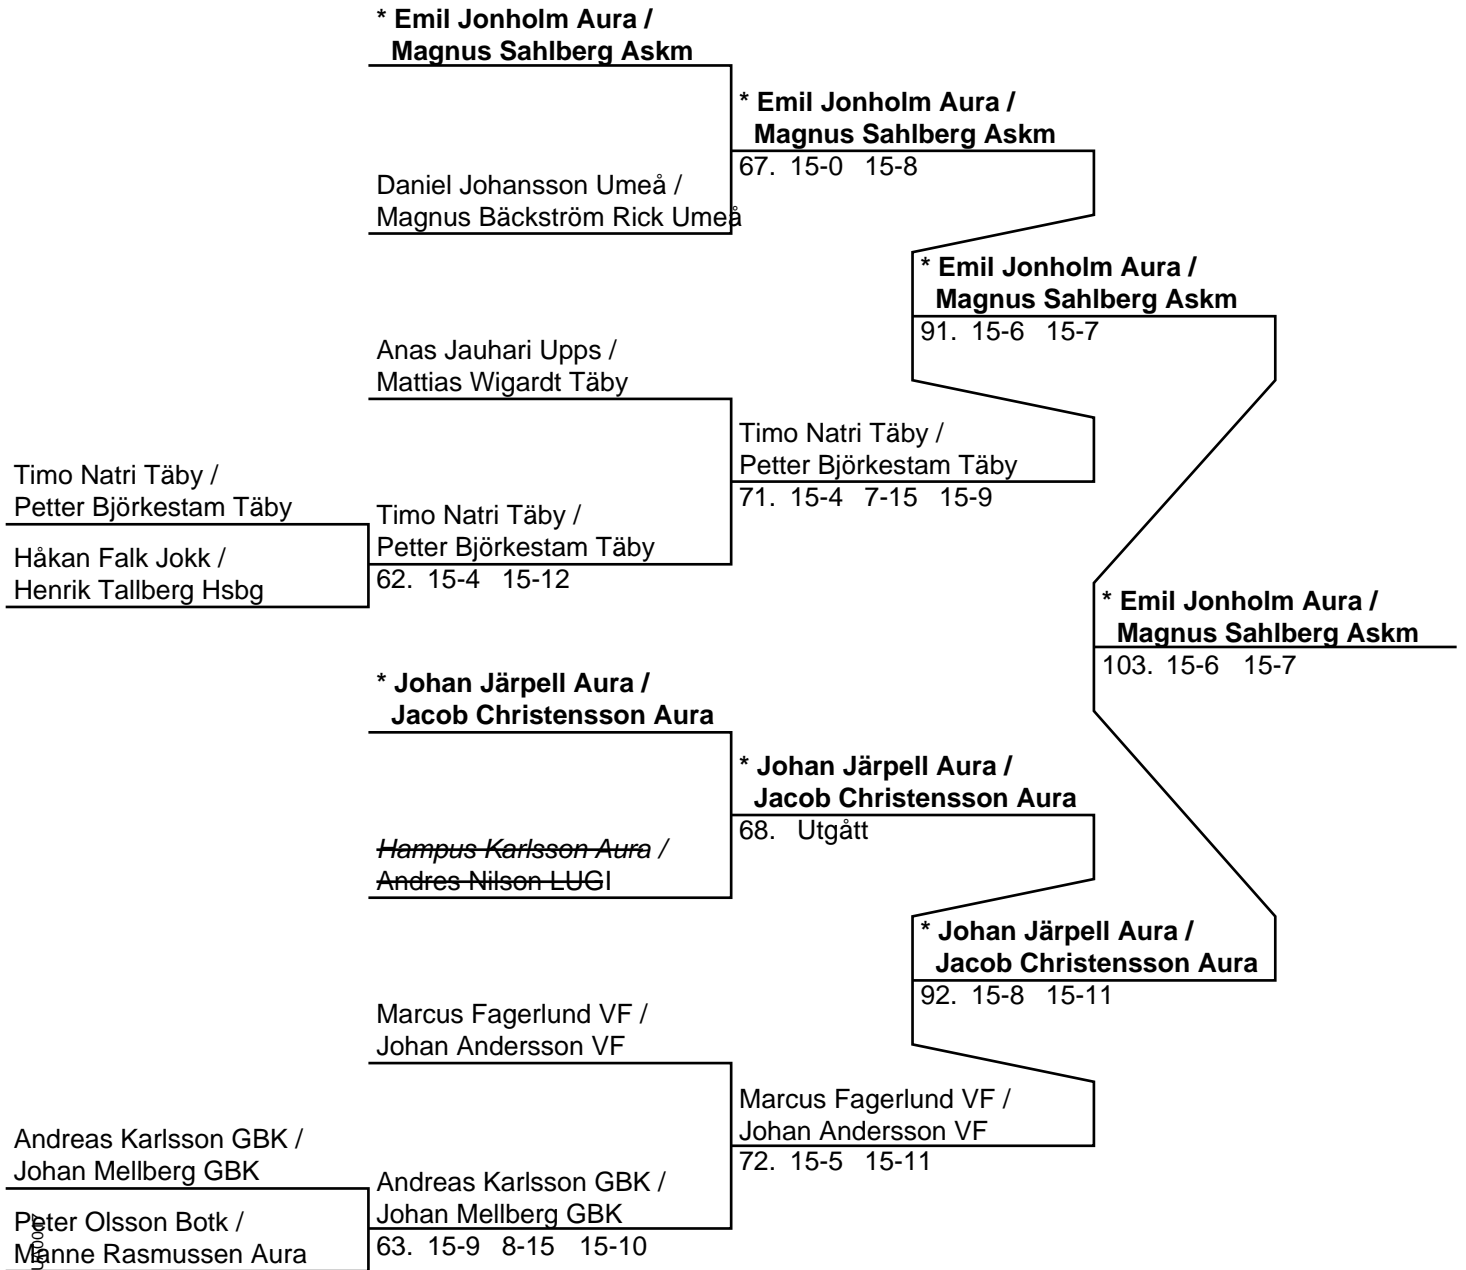 * Emil Jonholm Aura /
Magnus Sahlberg Askm
* Emil Jonholm Aura /
Magnus Sahlberg Askm
67. 15-0 15-8
Daniel Johansson Umeå /
Magnus Bäckström Rick Umeå
* Emil Jonholm Aura /
Magnus Sahlberg Askm
91. 15-6 15-7
Anas Jauhari Upps /
Mattias Wigardt Täby
Timo Natri Täby /
Petter Björkestam Täby
71. 15-4 7-15 15-9
Timo Natri Täby /
Petter Björkestam Täby
Timo Natri Täby /
Petter Björkestam Täby
62. 15-4 15-12
Håkan Falk Jokk /
Henrik Tallberg Hsbg
* Emil Jonholm Aura /
Magnus Sahlberg Askm
103. 15-6 15-7
* Johan Järpell Aura /
Jacob Christensson Aura
* Johan Järpell Aura /
Jacob Christensson Aura
68. Utgått
Hampus Karlsson Aura /
Andres Nilson LUGI
* Johan Järpell Aura /
Jacob Christensson Aura
92. 15-8 15-11
Marcus Fagerlund VF /
Johan Andersson VF
Marcus Fagerlund VF /
Johan Andersson VF
72. 15-5 15-11
Andreas Karlsson GBK /
Johan Mellberg GBK
Andreas Karlsson GBK /
Johan Mellberg GBK
63. 15-9 8-15 15-10
Peter Olsson Botk /
Manne Rasmussen Aura